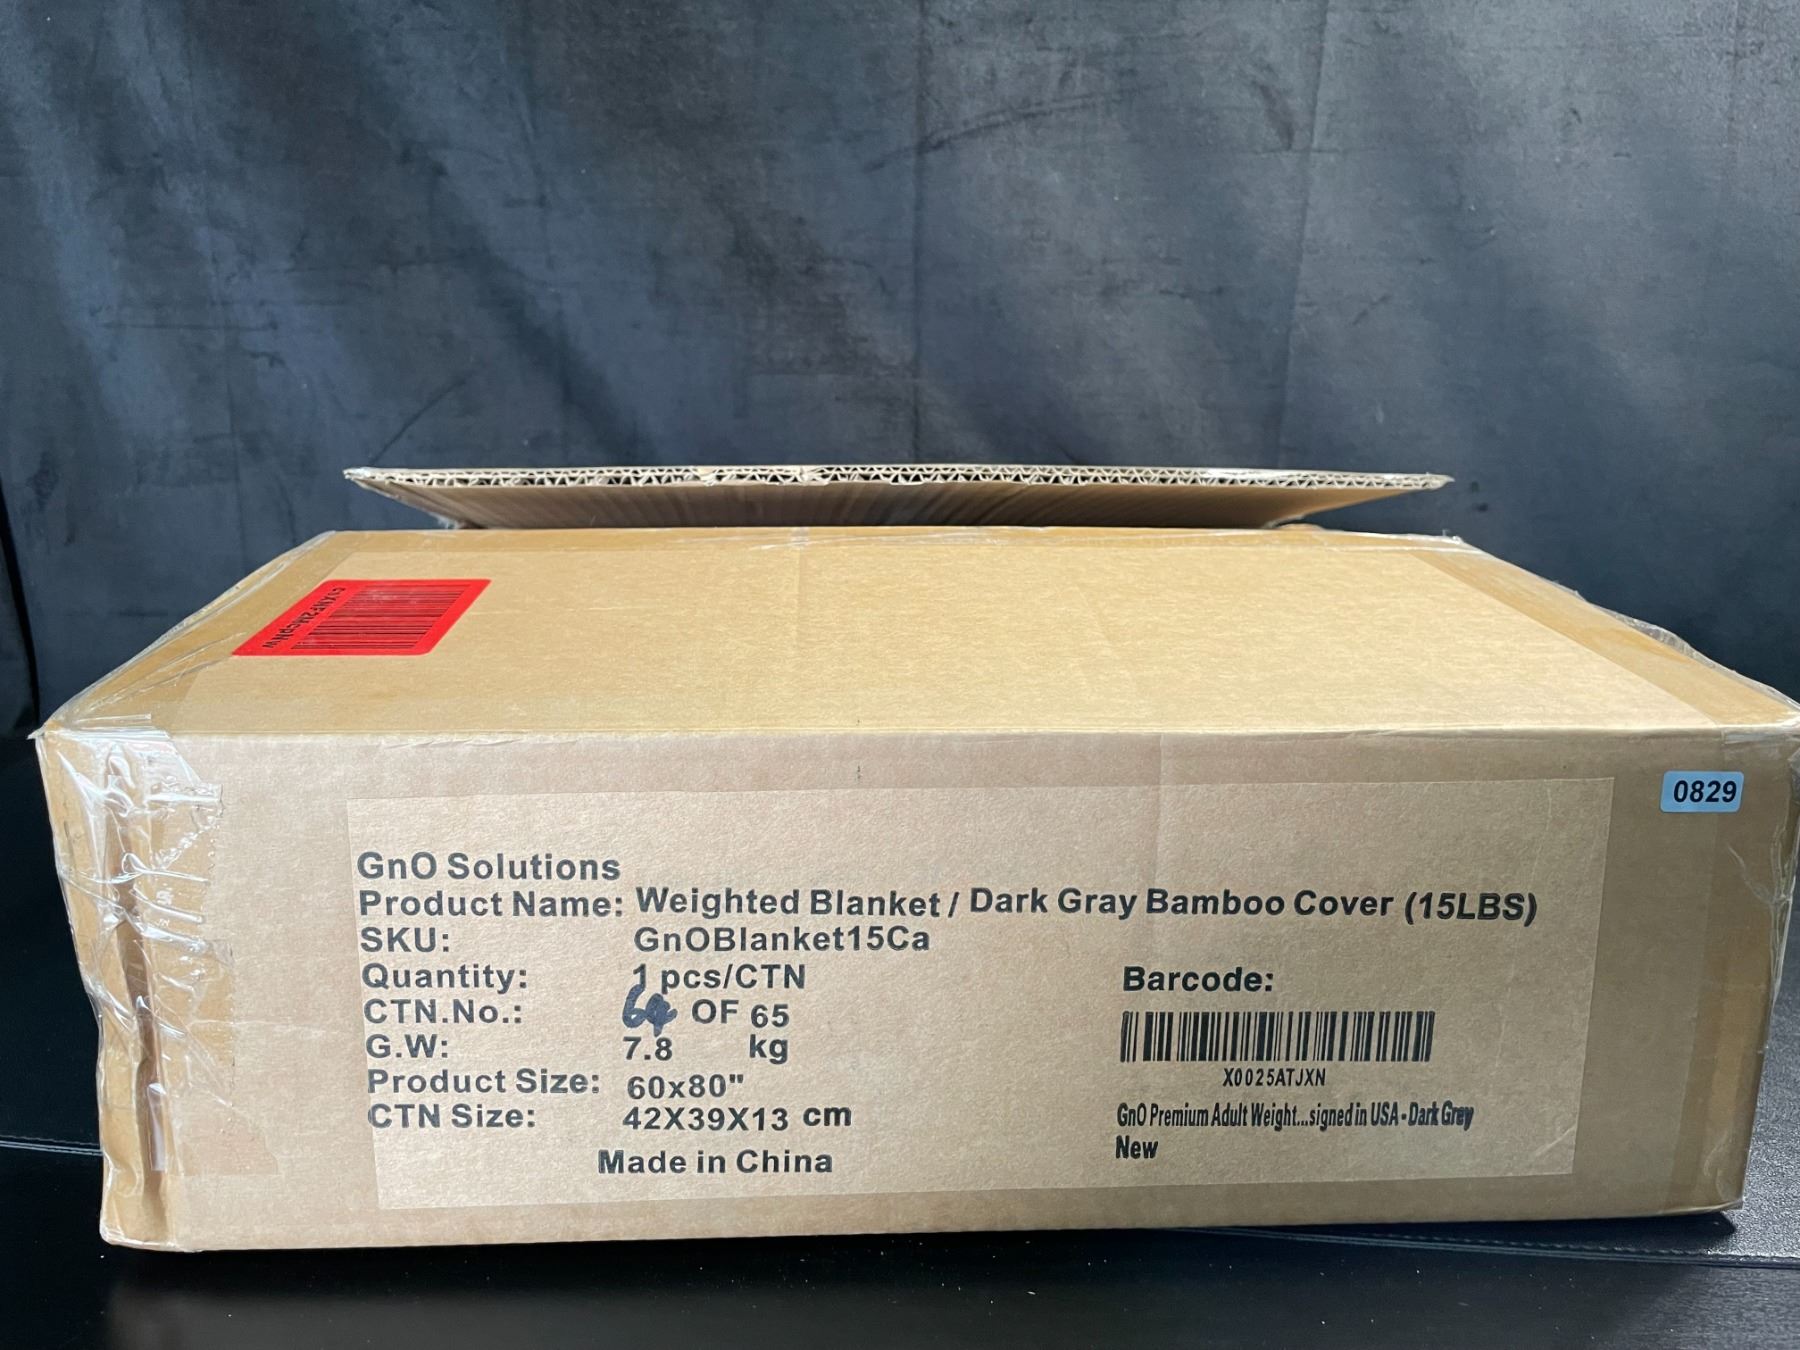 0829
GnO Solutions
Product Name: Weighted Blanket / Dark Gray Bamboo Cover (15LBS)
SKU: GnOBlanket15Ca
Quantity: 1 pcs/CTN
CTN.No.: 64 OF 65
G.W: 7.8 kg
Product Size: 60x80"
CTN Size: 42X39X13 cm
Made in China
Barcode:
X0025ATJXN
GnO Premium Adult Weight...signed in USA - Dark Grey
New